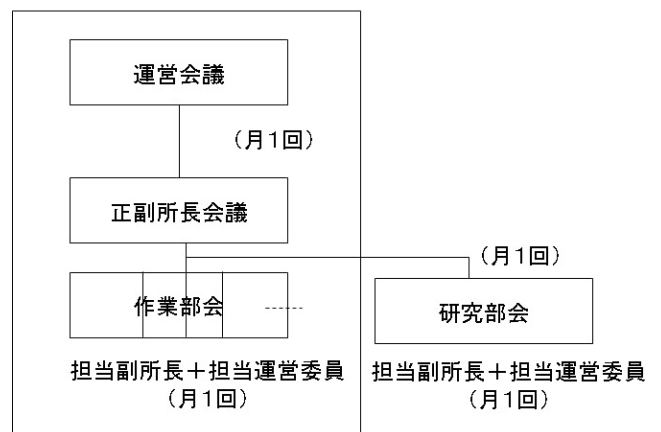 運営会議
（月１回）
正副所長会議
（月１回）
作業部会
研究部会
担当副所長＋担当運営委員
（月１回）
担当副所長＋担当運営委員
（月１回）